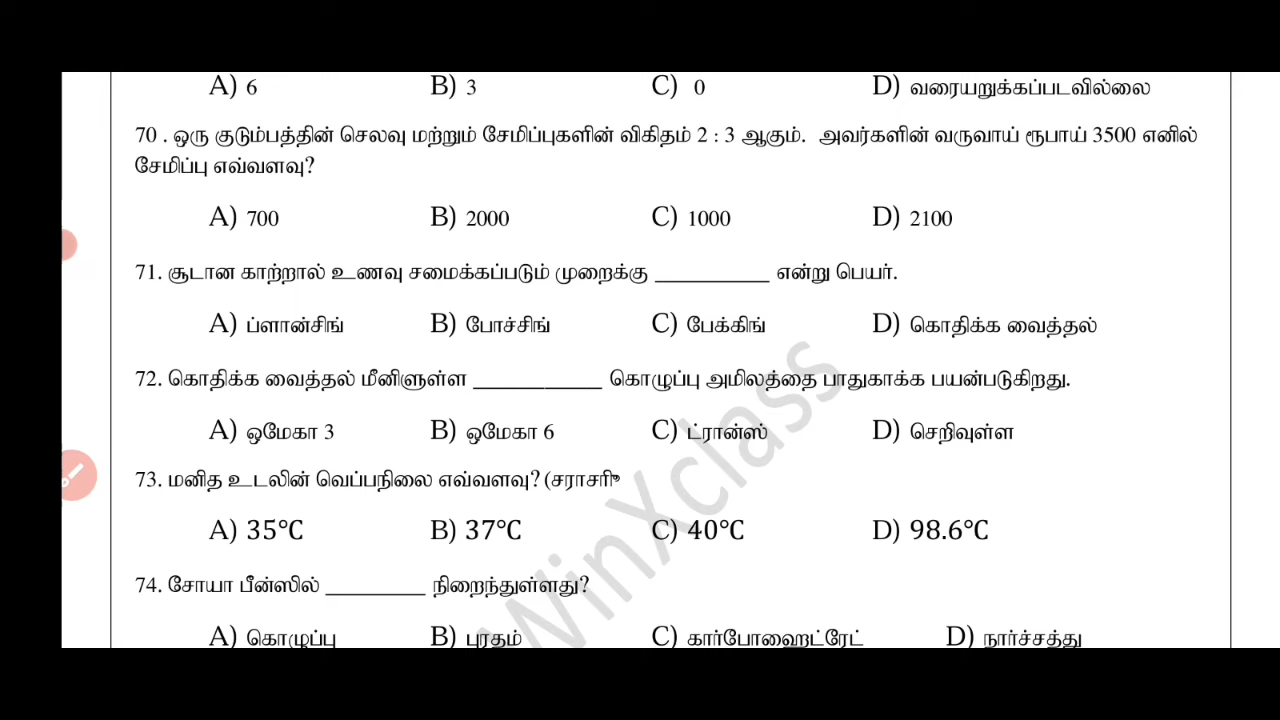 A) 6 B) 3 C) 0 D) வரையறுக்கப்படவில்லை
70 . ஒரு குடும்பத்தின் செலவு மற்றும் சேமிப்புகளின் விகிதம் 2 : 3 ஆகும். அவர்களின் வருவாய் ரூபாய் 3500 எனில்
சேமிப்பு எவ்வளவு?
A) 700 B) 2000 C) 1000 D) 2100
71. சூடான காற்றால் உணவு சமைக்கப்படும் முறைக்கு ___________ என்று பெயர்.
A) ப்ளான்சிங் B) போச்சிங் C) பேக்கிங் D) கொதிக்க வைத்தல்
72. கொதிக்க வைத்தல் மீனிளுள்ள ____________ கொழுப்பு அமிலத்தை பாதுகாக்க பயன்படுகிறது.
A) ஒமேகா 3 B) ஒமேகா 6 C) ட்ரான்ஸ் D) செறிவுள்ள
73. மனித உடலின் வெப்பநிலை எவ்வளவு? (சராசரி
A) 35°C B) 37°C C) 40°C D) 98.6°C
74. சோயா பீன்ஸில் _________ நிறைந்துள்ளது?
A) கொழுப்பு B) புரதம் C) கார்போஹைட்ரேட் D) நார்ச்சத்து
WinXclass